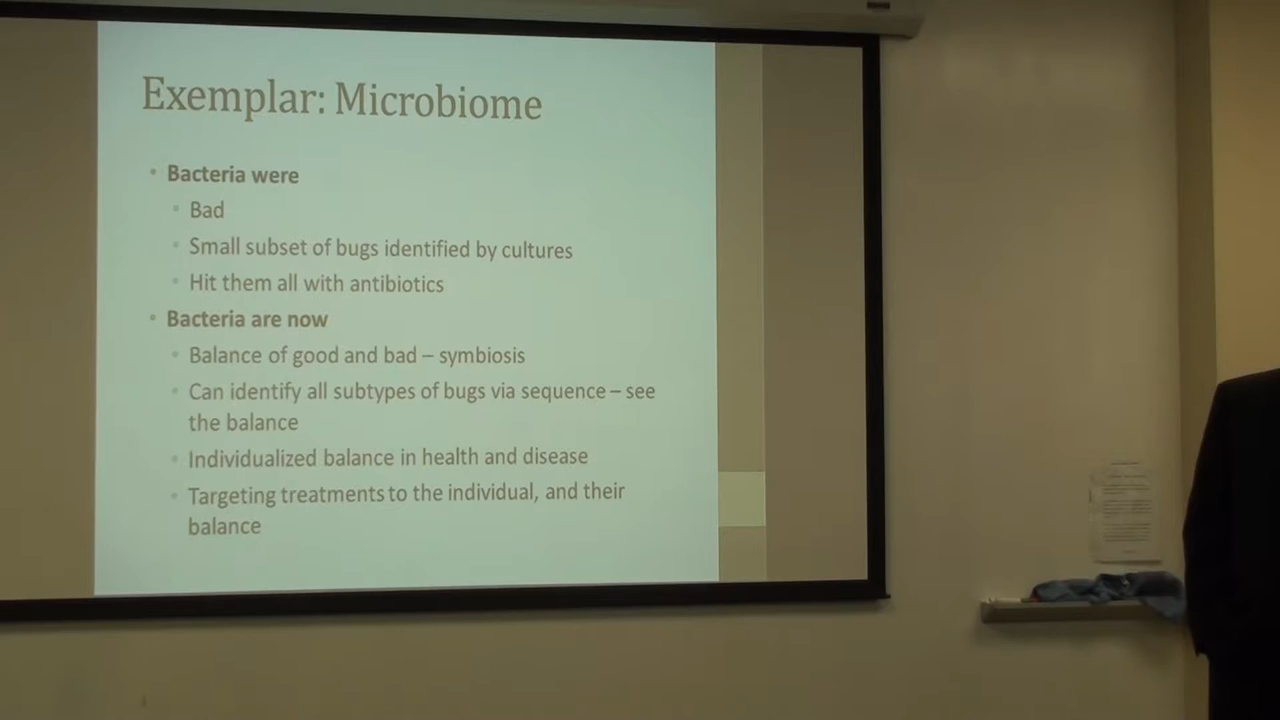 Exemplar: Microbiome
• Bacteria were
• Bad
• Small subset of bugs identified by cultures
• Hit them all with antibiotics
• Bacteria are now
• Balance of good and bad – symbiosis
• Can identify all subtypes of bugs via sequence – see
the balance
• Individualized balance in health and disease
• Targeting treatments to the individual, and their
balance